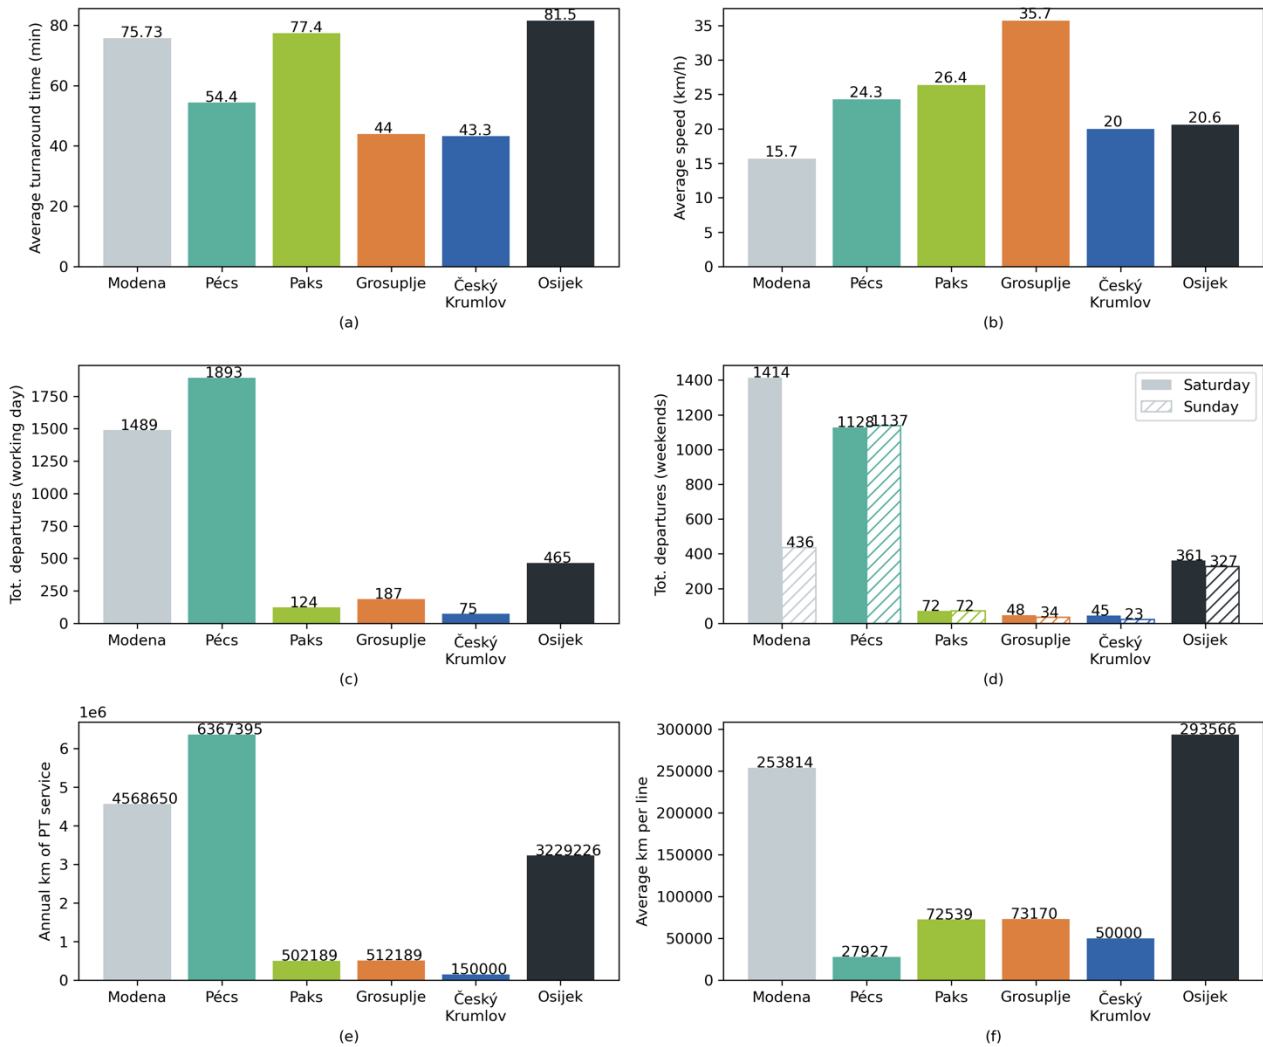 80
60
40
20
0
Average turnaround time (min)
75.73
54.4
77.4
44
43.3
81.5
Modena
Pécs
Paks
Grosuplje
Český
Krumlov
Osijek
(a)
35
30
25
20
15
10
5
0
Average speed (km/h)
15.7
24.3
26.4
35.7
20
20.6
Modena
Pécs
Paks
Grosuplje
Český
Krumlov
Osijek
(b)
1750
1500
1250
1000
750
500
250
0
Tot. departures (working day)
1489
1893
124
187
75
465
Modena
Pécs
Paks
Grosuplje
Český
Krumlov
Osijek
(c)
1400
1200
1000
800
600
400
200
0
Tot. departures (weekends)
Saturday
Sunday
1414
436
1128
1137
72
72
48
34
45
23
361
327
Modena
Pécs
Paks
Grosuplje
Český
Krumlov
Osijek
(d)
1e6
6
5
4
3
2
1
0
Annual km of PT service
4568650
6367395
502189
512189
150000
3229226
Modena
Pécs
Paks
Grosuplje
Český
Krumlov
Osijek
(e)
300000
250000
200000
150000
100000
50000
0
Average km per line
253814
27927
72539
73170
50000
293566
Modena
Pécs
Paks
Grosuplje
Český
Krumlov
Osijek
(f)